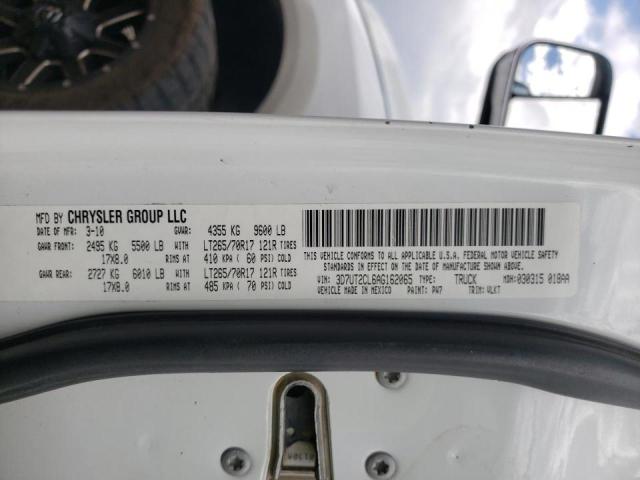 MFD BY CHRYSLER GROUP LLC
DATE OF MFR: 3-10 GVWR: 4355 KG 9600 LB
GAWR FRONT: 2495 KG 5500 LB WITH LT265/70R17 121R TIRES
17X8.0 RIMS AT 410 KPA ( 60 PSI) COLD
GAWR REAR: 2727 KG 6010 LB WITH LT265/70R17 121R TIRES
17X8.0 RIMS AT 485 KPA ( 70 PSI) COLD
THIS VEHICLE CONFORMS TO ALL APPLICABLE U.S.A. FEDERAL MOTOR VEHICLE
STANDARDS IN EFFECT ON THE DATE OF MANUFACTURE SHOWN ABOVE.
VIN: 3D7UT2CL6AG162065 TYPE: TRUCK MDH: 030315 018AA
VEHICLE MADE IN MEXICO PAINT: PW7 TRIM: VLKT